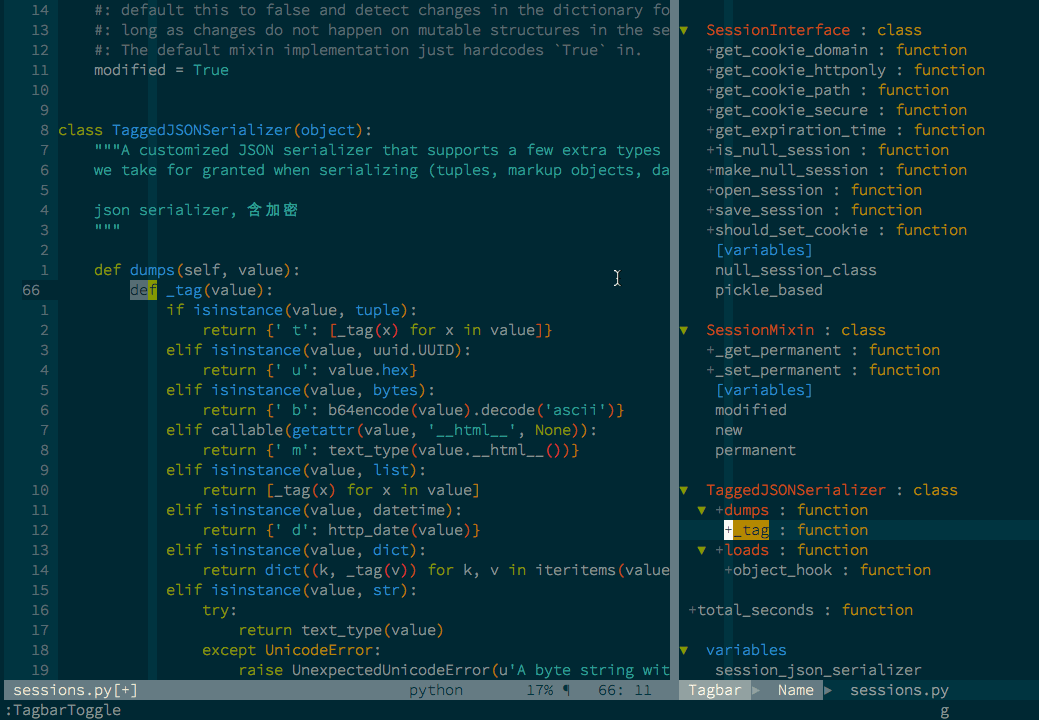 14 #: default this to false and detect changes in the dictionary fo
13 #: long as changes do not happen on mutable structures in the se
12 #: The default mixin implementation just hardcodes `True` in.
11 modified = True
10
9
8 class TaggedJSONSerializer(object):
7 """A customized JSON serializer that supports a few extra types
6 we take for granted when serializing (tuples, markup objects, da
5
4 json serializer, 含加密
3 """
2
1 def dumps(self, value):
66 def _tag(value):
1 if isinstance(value, tuple):
2 return {' t': [_tag(x) for x in value]}
3 elif isinstance(value, uuid.UUID):
4 return {' u': value.hex}
5 elif isinstance(value, bytes):
6 return {' b': b64encode(value).decode('ascii')}
7 elif callable(getattr(value, '__html__', None)):
8 return {' m': text_type(value.__html__())}
9 elif isinstance(value, list):
10 return [_tag(x) for x in value]
11 elif isinstance(value, datetime):
12 return {' d': http_date(value)}
13 elif isinstance(value, dict):
14 return dict((k, _tag(v)) for k, v in iteritems(value
15 elif isinstance(value, str):
16 try:
17 return text_type(value)
18 except UnicodeError:
19 raise UnexpectedUnicodeError(u'A byte string wit
sessions.py[+] python 17% ¶ 66: 11
:TagbarToggle
▼ SessionInterface : class
+get_cookie_domain : function
+get_cookie_httponly : function
+get_cookie_path : function
+get_cookie_secure : function
+get_expiration_time : function
+is_null_session : function
+make_null_session : function
+open_session : function
+save_session : function
+should_set_cookie : function
[variables]
null_session_class
pickle_based
▼ SessionMixin : class
+_get_permanent : function
+_set_permanent : function
[variables]
modified
new
permanent
▼ TaggedJSONSerializer : class
▼ +dumps : function
+_tag : function
▼ +loads : function
+object_hook : function
+total_seconds : function
▼ variables
session_json_serializer
Tagbar ▶ Name ▶ sessions.py
g